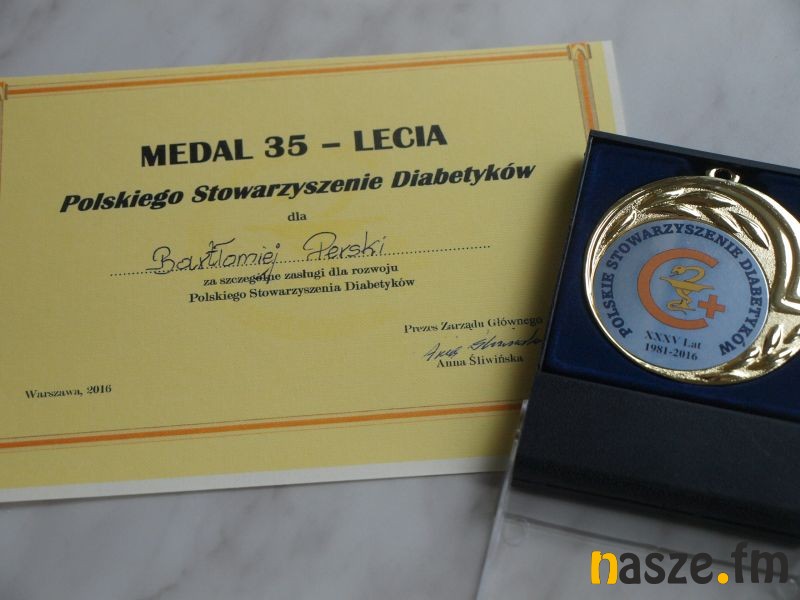 MEDAL 35 – LECIA
Polskiego Stowarzyszenie Diabetyków
dla
Bartłomiej Perski
za szczególne zasługi dla rozwoju
Polskiego Stowarzyszenia Diabetyków
Prezes Zarządu Głównego
Anna Śliwińska
Warszawa, 2016
POLSKIE STOWARZYSZENIE DIABETYKÓW
XXXV Lat
1981-2016
nasze.fm